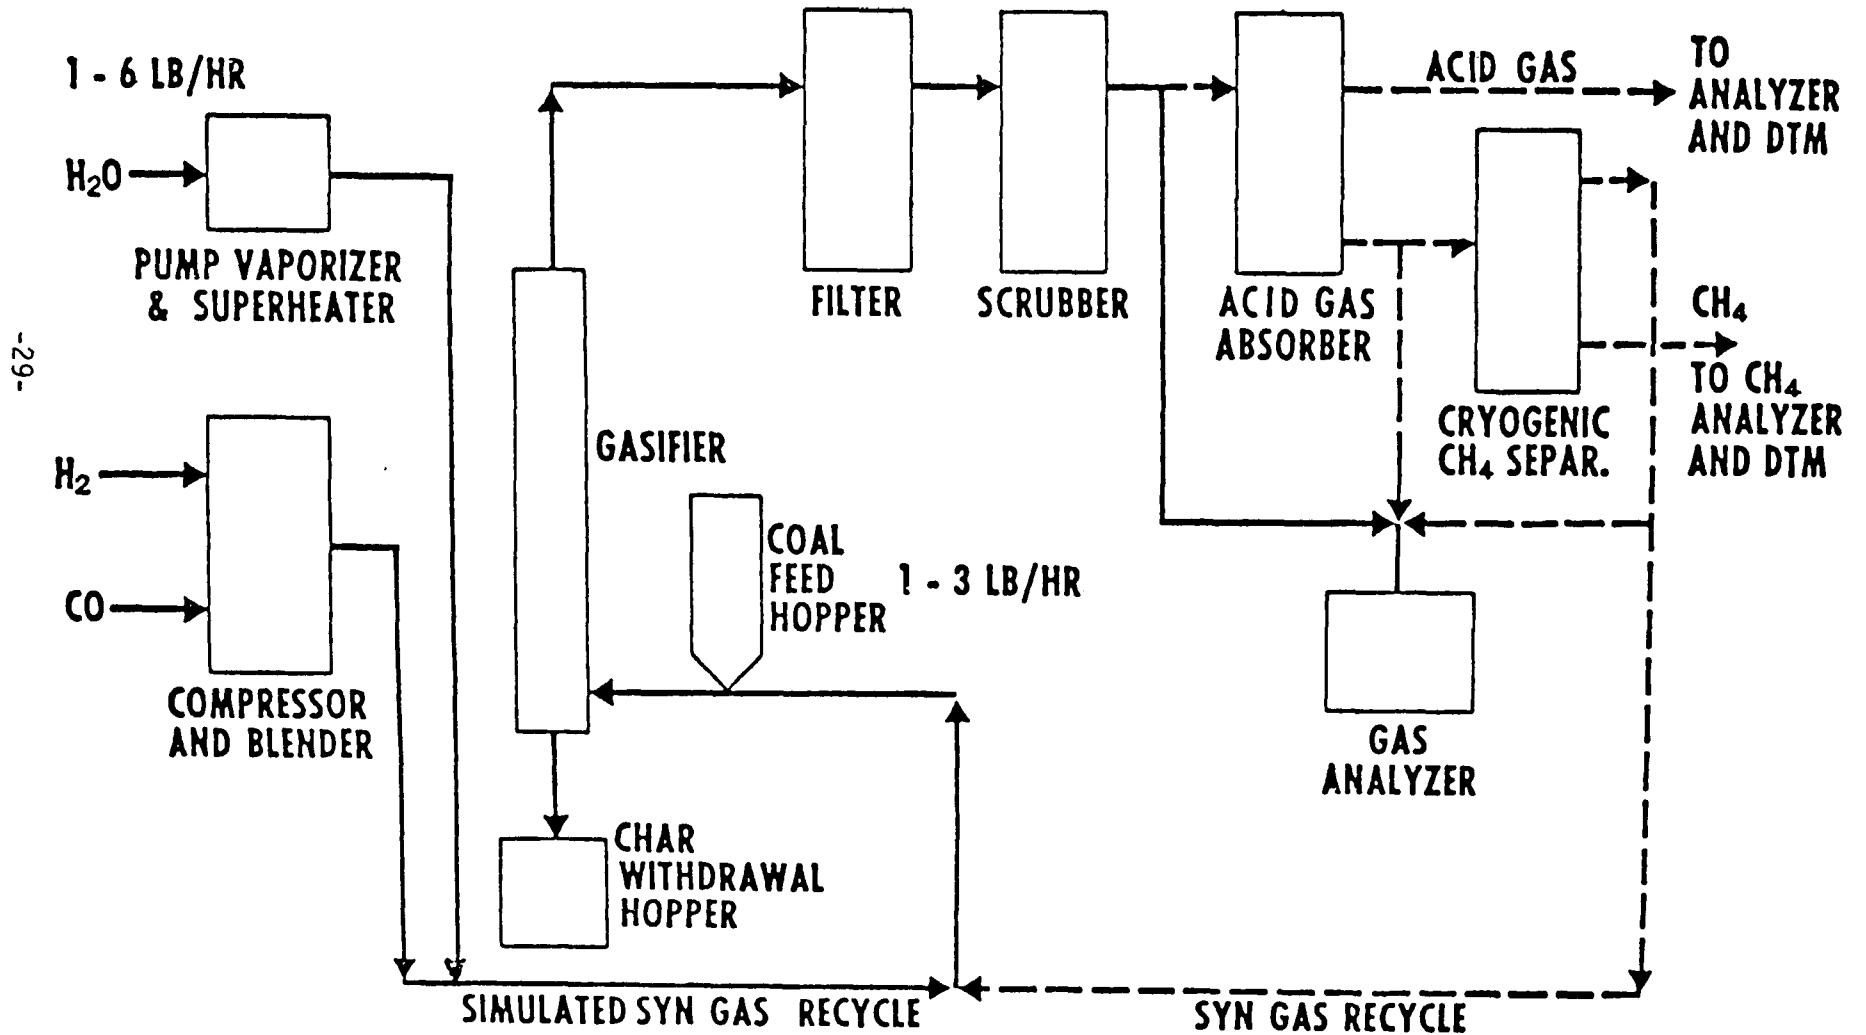 1 - 6 LB/HR
H₂O
PUMP VAPORIZER
& SUPERHEATER
-29-
H₂
CO
COMPRESSOR
AND BLENDER
GASIFIER
COAL
FEED
HOPPER
1 - 3 LB/HR
CHAR
WITHDRAWAL
HOPPER
FILTER
SCRUBBER
ACID GAS
ABSORBER
ACID GAS
TO
ANALYZER
AND DTM
CRYOGENIC
CH₄ SEPAR.
CH₄
TO CH₄
ANALYZER
AND DTM
GAS
ANALYZER
SIMULATED SYN GAS RECYCLE
SYN GAS RECYCLE